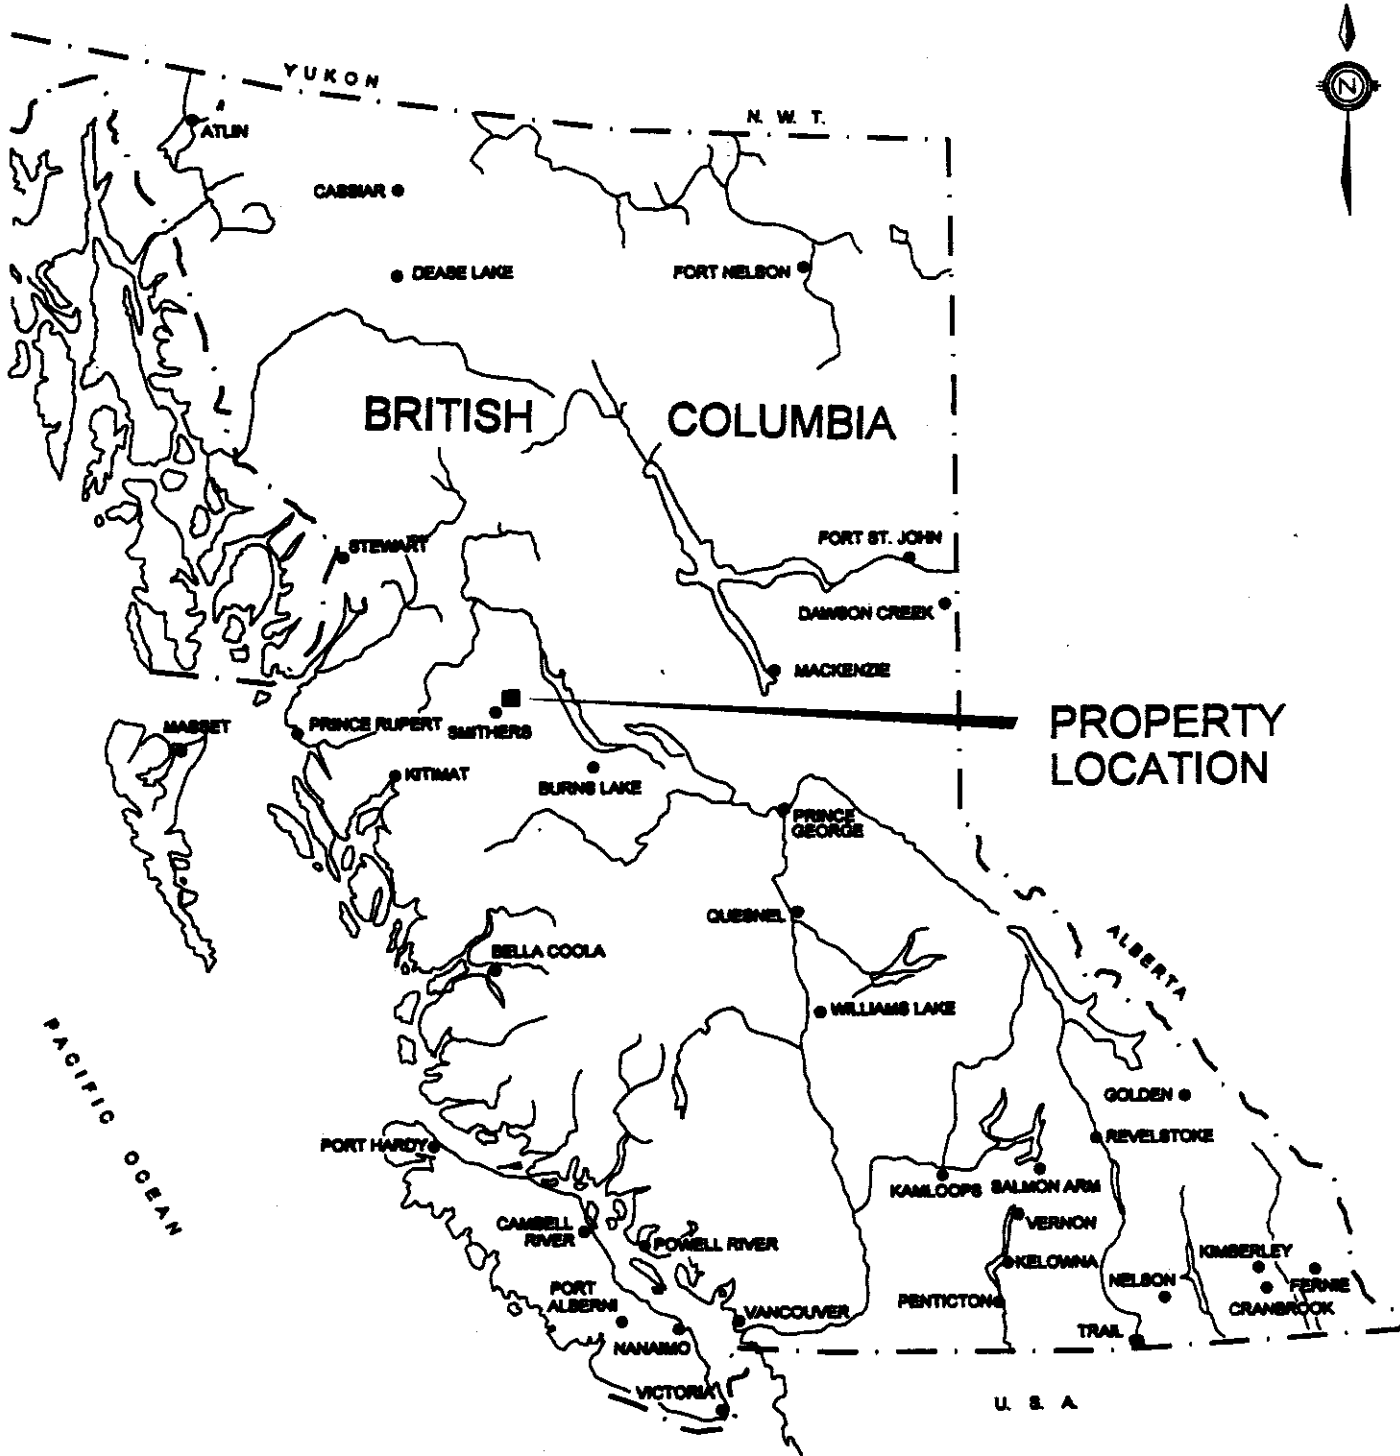 YUKON
N. W. T.
N
ATLIN
CASSIAR
DEASE LAKE
FORT NELSON
BRITISH COLUMBIA
STEWART
FORT ST. JOHN
DAWSON CREEK
MACKENZIE
MASSET
PRINCE RUPERT
SMITHERS
PROPERTY
LOCATION
KITIMAT
BURNS LAKE
PRINCE
GEORGE
QUESNEL
ALBERTA
BELLA COOLA
WILLIAMS LAKE
PACIFIC OCEAN
GOLDEN
REVELSTOKE
PORT HARDY
KAMLOOPS
SALMON ARM
CAMBELL
RIVER
VERNON
POWELL RIVER
KELOWNA
KIMBERLEY
NELSON
FERNIE
PORT
ALBERNI
PENTICTON
CRANBROOK
VANCOUVER
TRAIL
NANAIMO
VICTORIA
U. S. A.